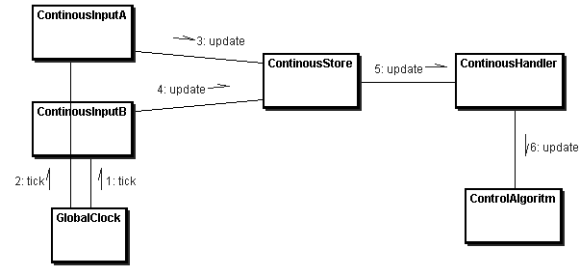 ContinousInputA
3: update
ContinousStore
5: update
ContinousHandler
4: update
ContinousInputB
6: update
2: tick
1: tick
ControlAlgoritm
GlobalClock